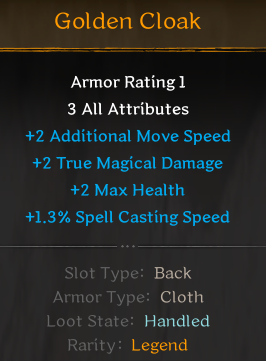 Golden Cloak
Armor Rating 1
3 All Attributes
+2 Additional Move Speed
+2 True Magical Damage
+2 Max Health
+1.3% Spell Casting Speed
Slot Type: Back
Armor Type: Cloth
Loot State: Handled
Rarity: Legend